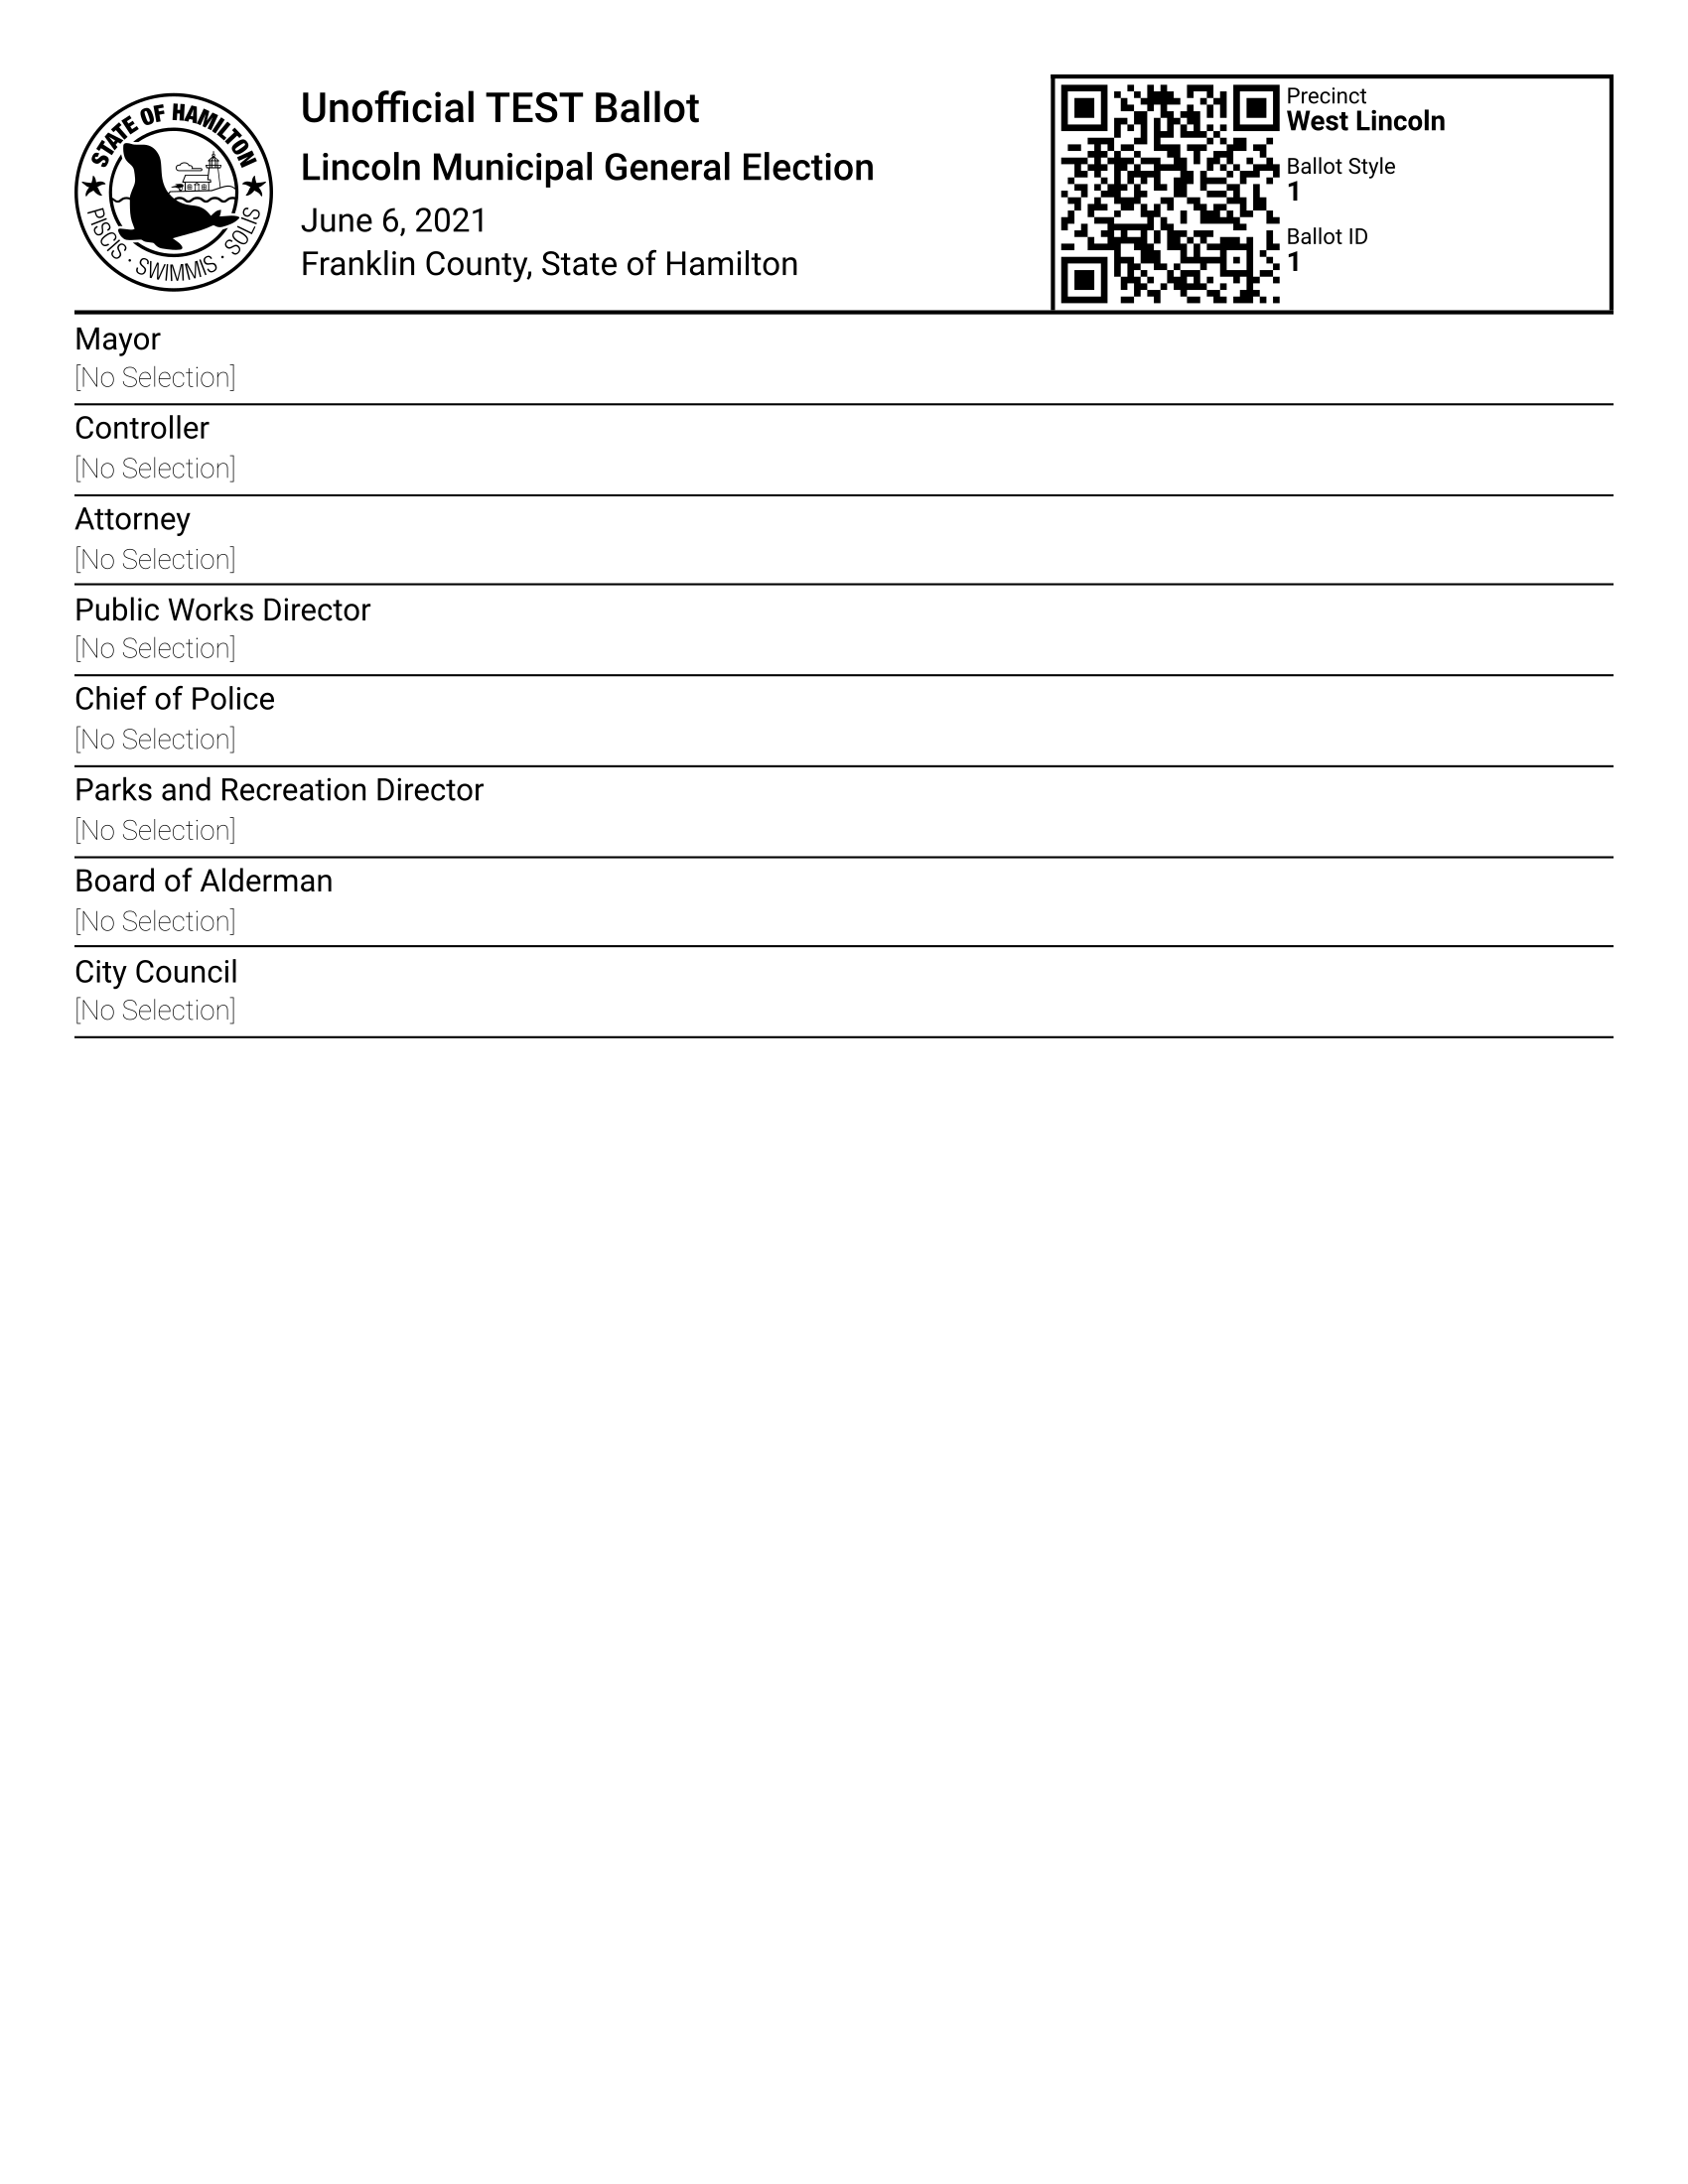 STATE OF HAMILTON
PISCIS · SWIMMIS · SOLIS
Unofficial TEST Ballot
Lincoln Municipal General Election
June 6, 2021
Franklin County, State of Hamilton
Precinct
West Lincoln
Ballot Style
1
Ballot ID
1
Mayor
[No Selection]
Controller
[No Selection]
Attorney
[No Selection]
Public Works Director
[No Selection]
Chief of Police
[No Selection]
Parks and Recreation Director
[No Selection]
Board of Alderman
[No Selection]
City Council
[No Selection]